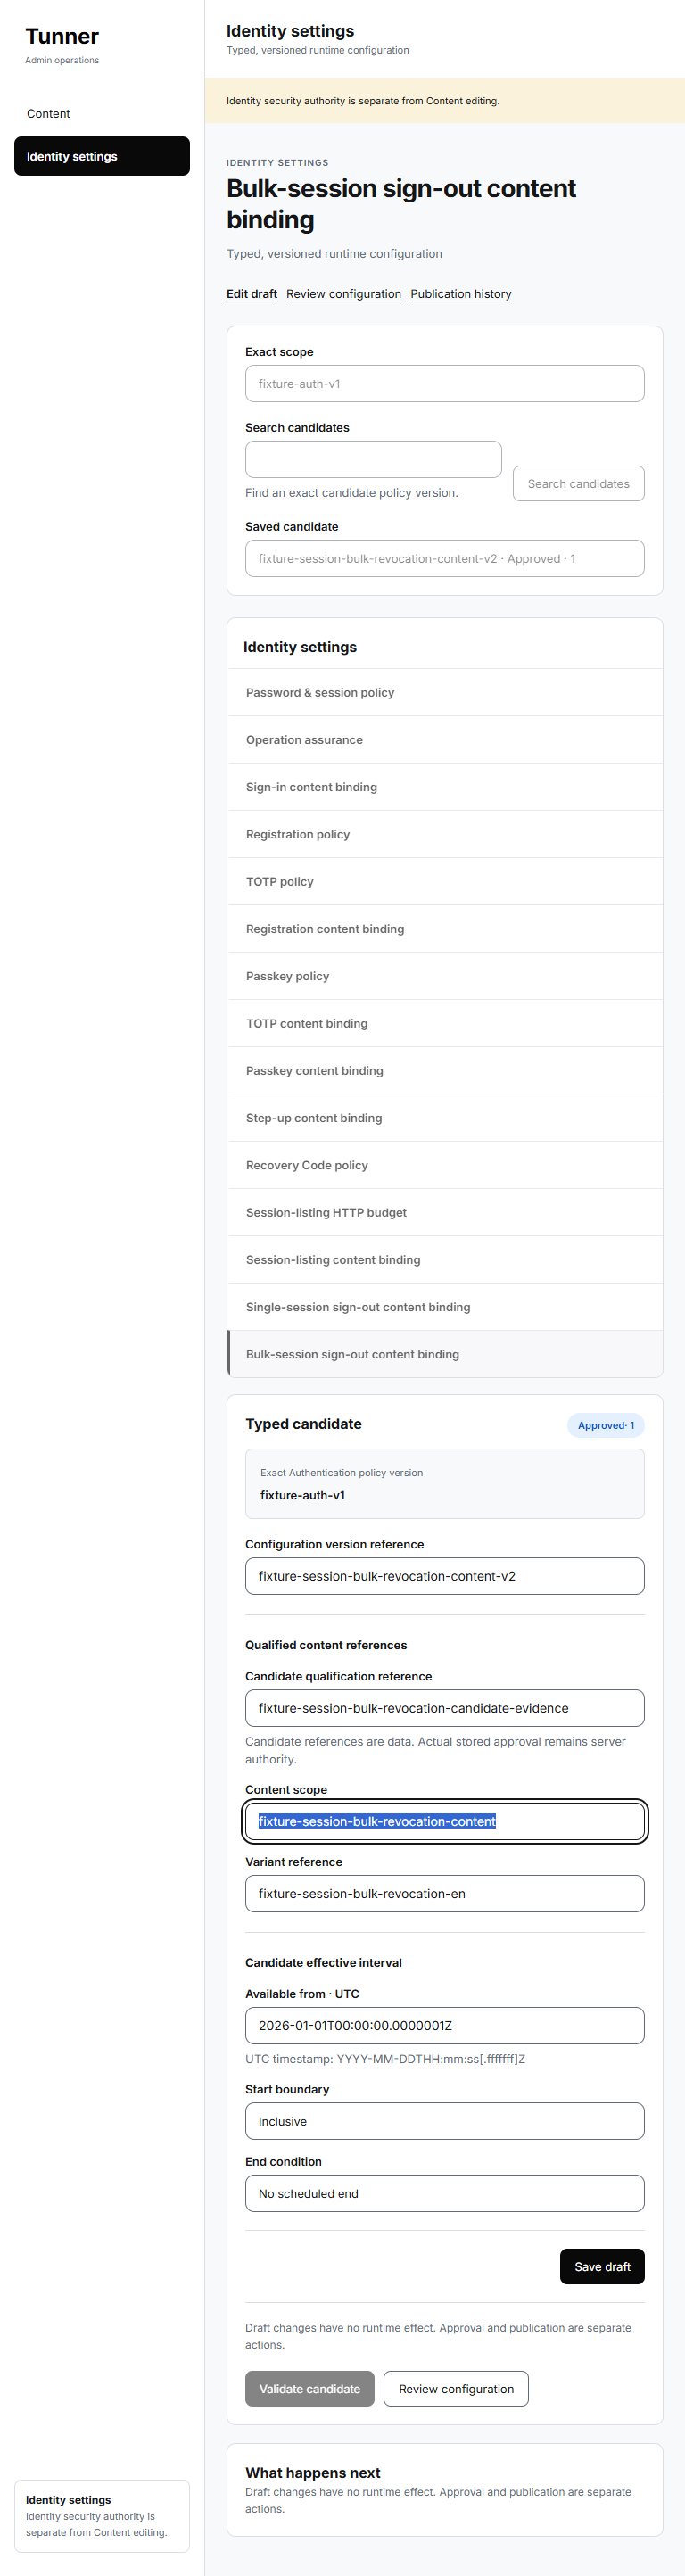 Tunner
Admin operations
Content
Identity settings
Identity settings
Typed, versioned runtime configuration
Identity security authority is separate from Content editing.
IDENTITY SETTINGS
Bulk-session sign-out content
binding
Typed, versioned runtime configuration
Edit draft Review configuration Publication history
Exact scope
fixture-auth-v1
Search candidates
Search candidates
Find an exact candidate policy version.
Saved candidate
fixture-session-bulk-revocation-content-v2 · Approved · 1
Identity settings
Password & session policy
Operation assurance
Sign-in content binding
Registration policy
TOTP policy
Registration content binding
Passkey policy
TOTP content binding
Passkey content binding
Step-up content binding
Recovery Code policy
Session-listing HTTP budget
Session-listing content binding
Single-session sign-out content binding
Bulk-session sign-out content binding
Typed candidate
Approved· 1
Exact Authentication policy version
fixture-auth-v1
Configuration version reference
fixture-session-bulk-revocation-content-v2
Qualified content references
Candidate qualification reference
fixture-session-bulk-revocation-candidate-evidence
Candidate references are data. Actual stored approval remains server
authority.
Content scope
fixture-session-bulk-revocation-content
Variant reference
fixture-session-bulk-revocation-en
Candidate effective interval
Available from · UTC
2026-01-01T00:00:00.0000001Z
UTC timestamp: YYYY-MM-DDTHH:mm:ss[.fffffff]Z
Start boundary
Inclusive
End condition
No scheduled end
Save draft
Draft changes have no runtime effect. Approval and publication are separate
actions.
Validate candidate
Review configuration
What happens next
Draft changes have no runtime effect. Approval and publication are separate
actions.
Identity settings
Identity security authority is
separate from Content editing.